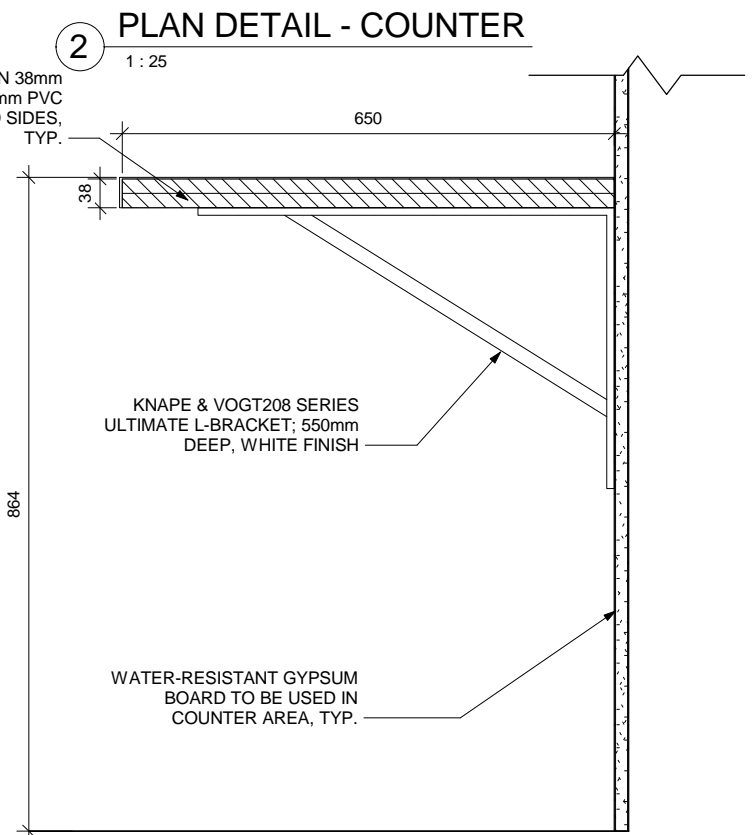 2
PLAN DETAIL - COUNTER
1 : 25
N 38mm
mm PVC
SIDES,
TYP.
650
38
KNAPE & VOGT208 SERIES
ULTIMATE L-BRACKET; 550mm
DEEP, WHITE FINISH
864
WATER-RESISTANT GYPSUM
BOARD TO BE USED IN
COUNTER AREA, TYP.